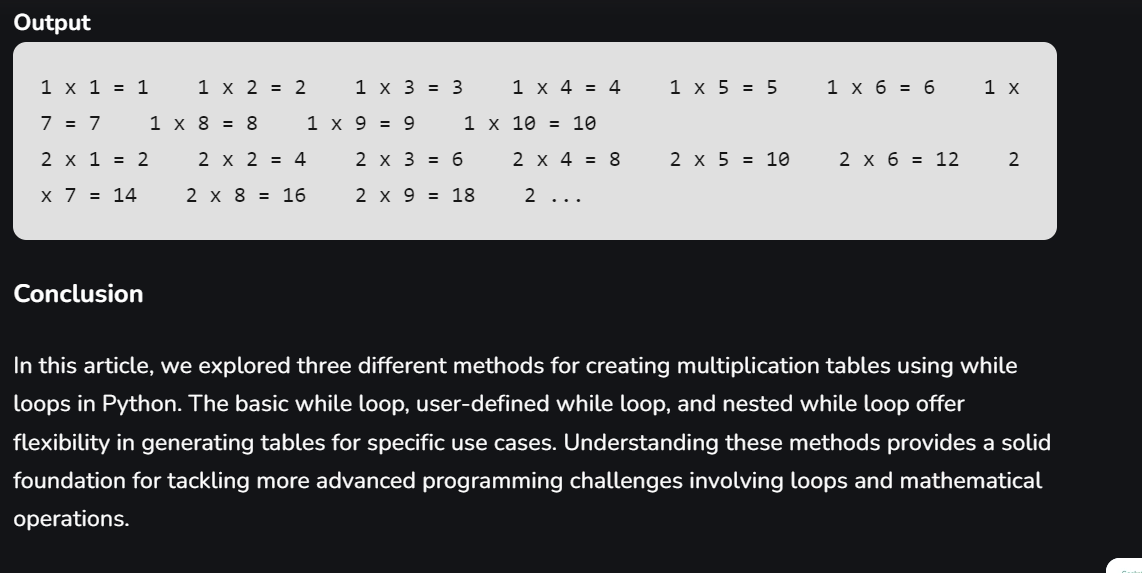 Output
1 x 1 = 1    1 x 2 = 2    1 x 3 = 3    1 x 4 = 4    1 x 5 = 5    1 x 6 = 6    1 x
7 = 7    1 x 8 = 8    1 x 9 = 9    1 x 10 = 10
2 x 1 = 2    2 x 2 = 4    2 x 3 = 6    2 x 4 = 8    2 x 5 = 10    2 x 6 = 12    2
x 7 = 14    2 x 8 = 16    2 x 9 = 18    2 ...
Conclusion
In this article, we explored three different methods for creating multiplication tables using while
loops in Python. The basic while loop, user-defined while loop, and nested while loop offer
flexibility in generating tables for specific use cases. Understanding these methods provides a solid
foundation for tackling more advanced programming challenges involving loops and mathematical
operations.